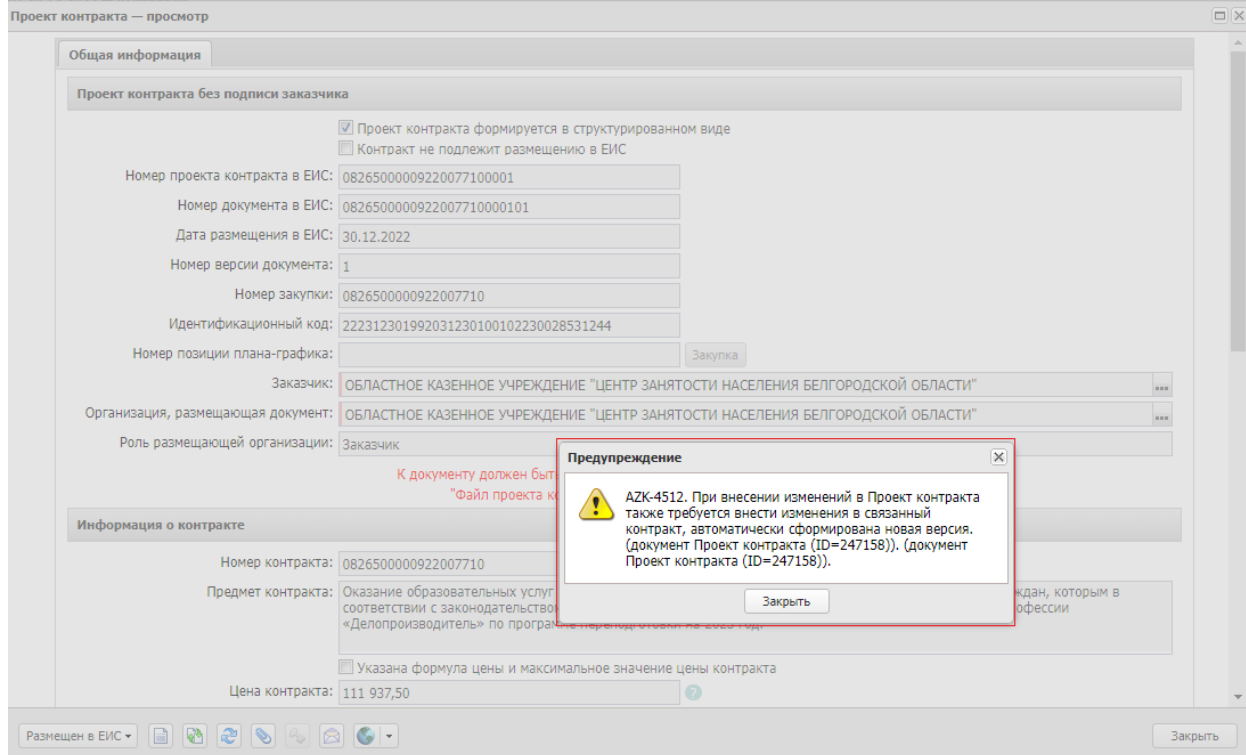 Проект контракта — просмотр
Общая информация
Проект контракта без подписи заказчика
Проект контракта формируется в структурированном виде
Контракт не подлежит размещению в ЕИС
Номер проекта контракта в ЕИС: 08265000009220077100001
Номер документа в ЕИС: 0826500000922007710000101
Дата размещения в ЕИС: 30.12.2022
Номер версии документа: 1
Номер закупки: 0826500000922007710
Идентификационный код: 222312301992031230100102230028531244
Номер позиции плана-графика: Закупка
Заказчик: ОБЛАСТНОЕ КАЗЕННОЕ УЧРЕЖДЕНИЕ "ЦЕНТР ЗАНЯТОСТИ НАСЕЛЕНИЯ БЕЛГОРОДСКОЙ ОБЛАСТИ" ...
Организация, размещающая документ: ОБЛАСТНОЕ КАЗЕННОЕ УЧРЕЖДЕНИЕ "ЦЕНТР ЗАНЯТОСТИ НАСЕЛЕНИЯ БЕЛГОРОДСКОЙ ОБЛАСТИ" ...
Роль размещающей организации: Заказчик
К документу должен быть
"Файл проекта
Предупреждение
AZK-4512. При внесении изменений в Проект контракта
также требуется внести изменения в связанный
контракт, автоматически сформирована новая версия.
(документ Проект контракта (ID=247158)). (документ
Проект контракта (ID=247158)).
Закрыть
Информация о контракте
Номер контракта: 0826500000922007710
Предмет контракта: Оказание образовательных услуг ждан, которым в
соответствии с законодательство офессии
«Делопроизводитель» по программе переподготовки на 2023 год.
Указана формула цены и максимальное значение цены контракта
Цена контракта: 111 937,50 ?
Размещен в ЕИС
Закрыть